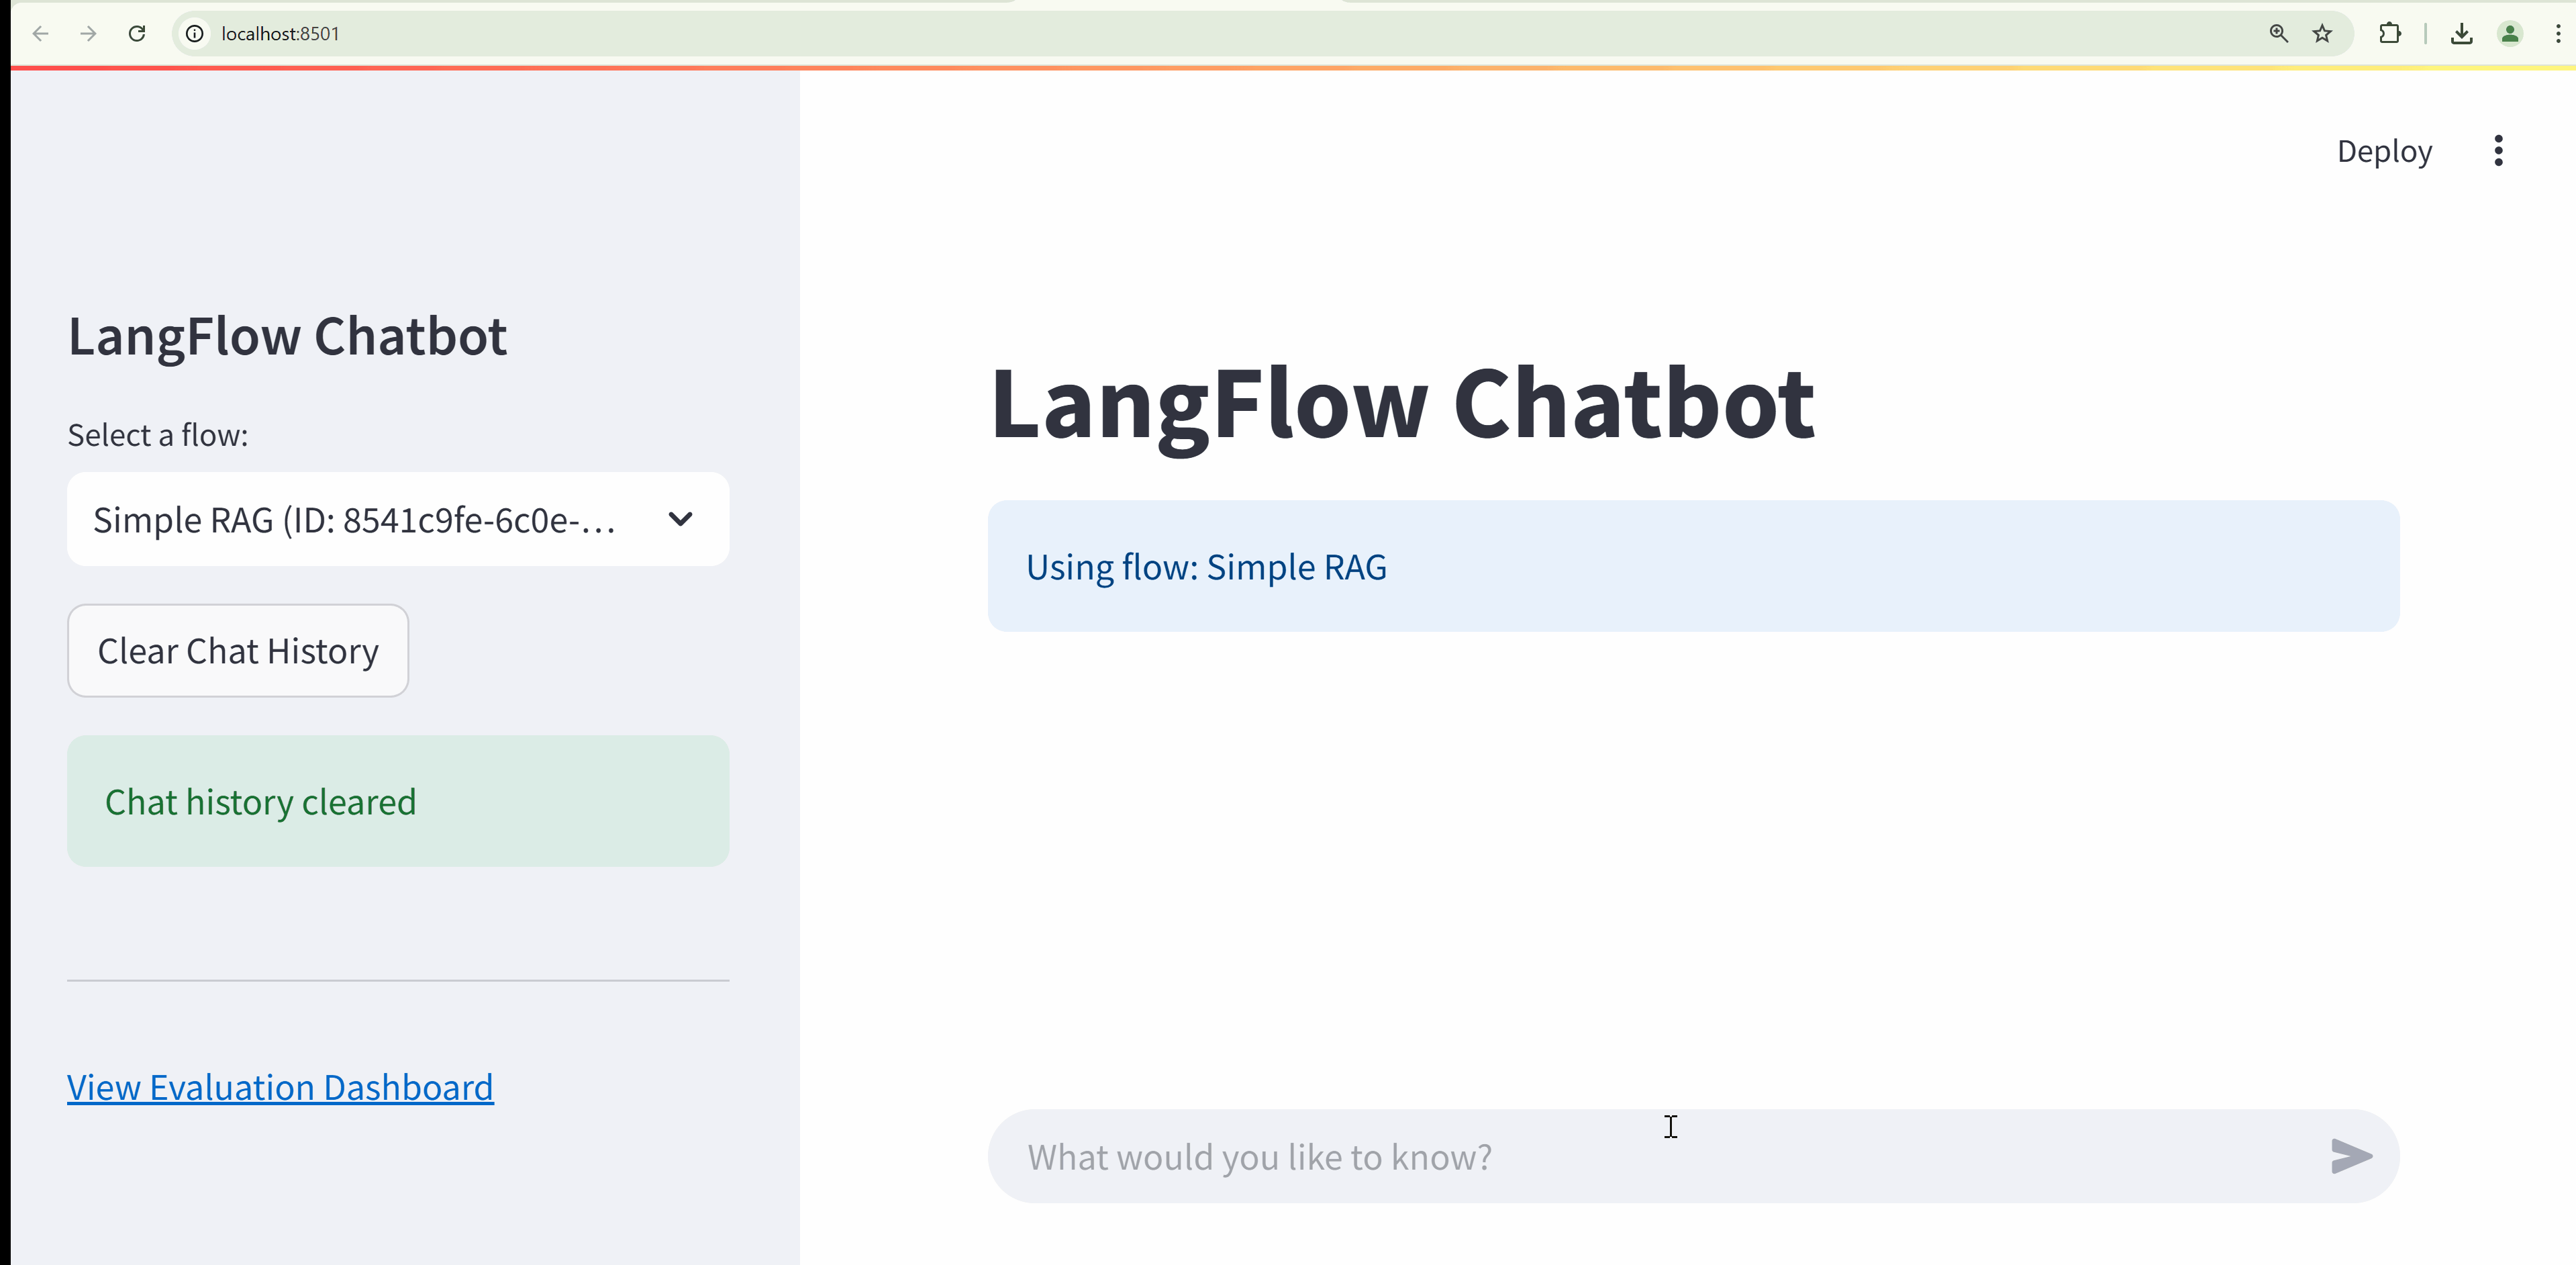 localhost:8501
Deploy
LangFlow Chatbot
Select a flow:
Simple RAG (ID: 8541c9fe-6c0e-...
Clear Chat History
Chat history cleared
View Evaluation Dashboard
LangFlow Chatbot
Using flow: Simple RAG
What would you like to know?